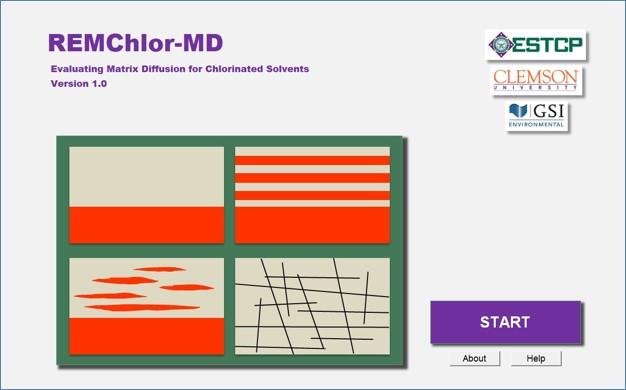 REMChlor-MD
Evaluating Matrix Diffusion for Chlorinated Solvents
Version 1.0
ESTCP
CLEMSON
UNIVERSITY
GSI
ENVIRONMENTAL
START
About
Help